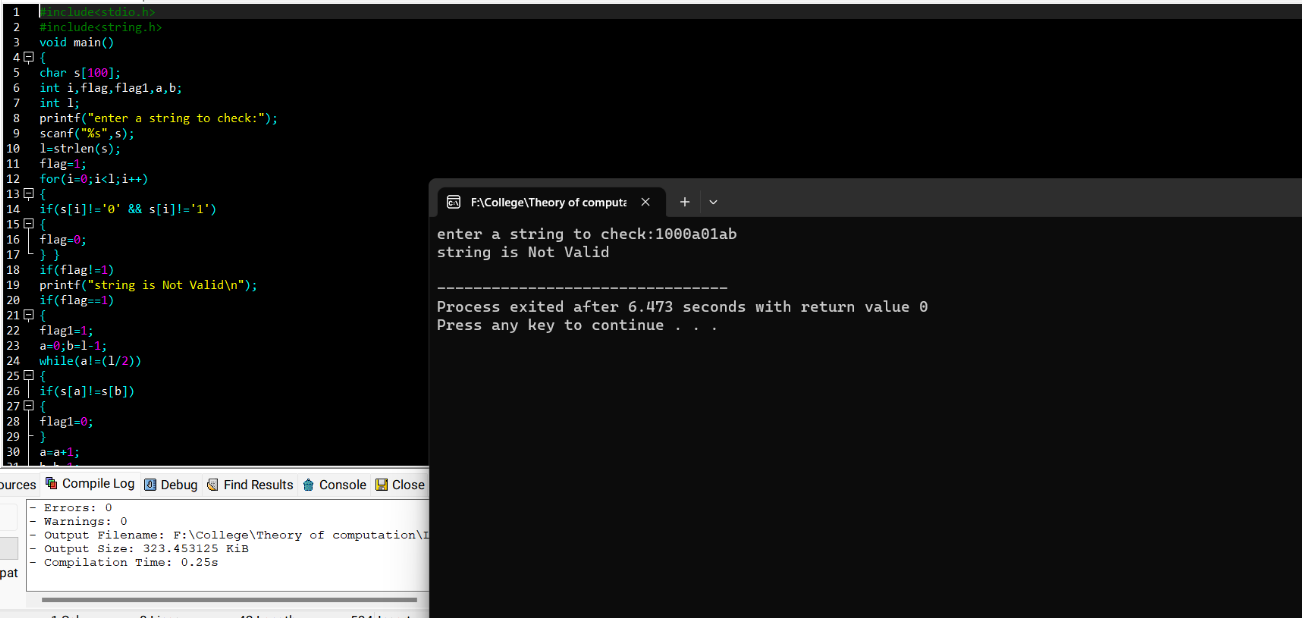 1 #include<stdio.h>
2 #include<string.h>
3 void main()
4 {
5 char s[100];
6 int i,flag,flag1,a,b;
7 int l;
8 printf("enter a string to check:");
9 scanf("%s",s);
10 l=strlen(s);
11 flag=1;
12 for(i=0;i<l;i++)
13 {
14 if(s[i]!='0' && s[i]!='1')
15 {
16 flag=0;
17 } }
18 if(flag!=1)
19 printf("string is Not Valid\n");
20 if(flag==1)
21 {
22 flag1=1;
23 a=0;b=l-1;
24 while(a!=(l/2))
25 {
26 if(s[a]!=s[b])
27 {
28 flag1=0;
29 }
30 a=a+1;
F:\College\Theory of computa
enter a string to check:1000a01ab
string is Not Valid
--------------------------------
Process exited after 6.473 seconds with return value 0
Press any key to continue . . .
ources Compile Log Debug Find Results Console Close
- Errors: 0
- Warnings: 0
- Output Filename: F:\College\Theory of computation\
- Output Size: 323.453125 KiB
- Compilation Time: 0.25s
pat